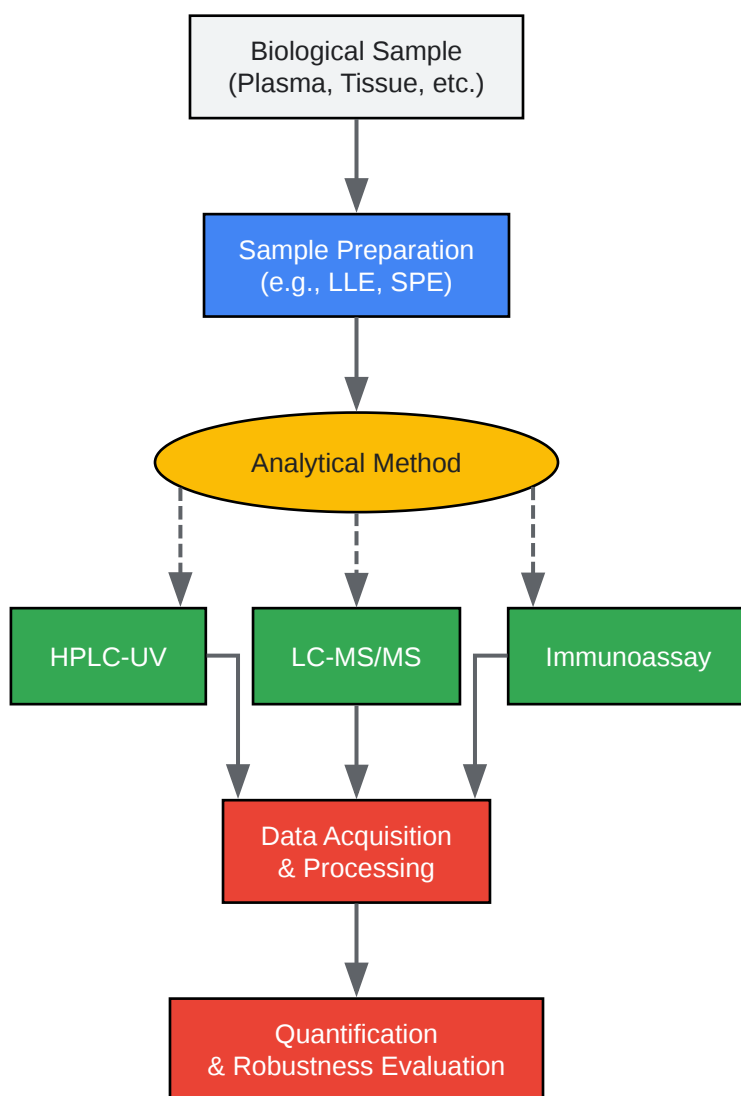 Biological Sample
(Plasma, Tissue, etc.)
Sample Preparation
(e.g., LLE, SPE)
Analytical Method
HPLC-UV
LC-MS/MS
Immunoassay
Data Acquisition
& Processing
Quantification
& Robustness Evaluation